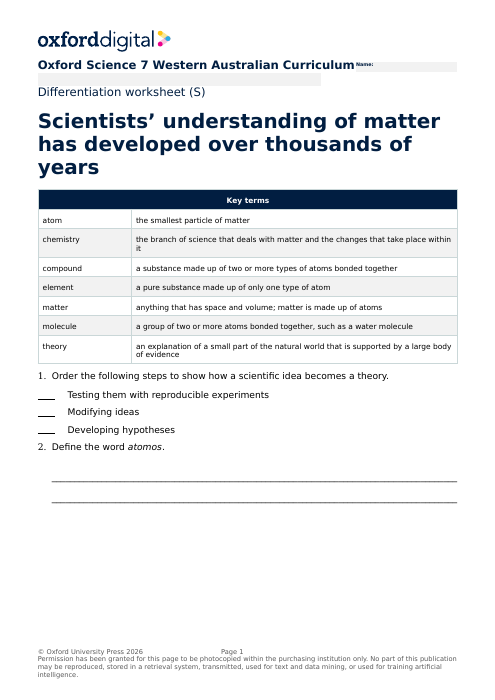 oxforddigital
Oxford Science 7 Western Australian Curriculum Name:
Differentiation worksheet (S)
Scientists’ understanding of matter
has developed over thousands of
years
Key terms
atom the smallest particle of matter
chemistry the branch of science that deals with matter and the changes that take place within
it
compound a substance made up of two or more types of atoms bonded together
element a pure substance made up of only one type of atom
matter anything that has space and volume; matter is made up of atoms
molecule a group of two or more atoms bonded together, such as a water molecule
theory an explanation of a small part of the natural world that is supported by a large body
of evidence
1. Order the following steps to show how a scientific idea becomes a theory.
___ Testing them with reproducible experiments
___ Modifying ideas
___ Developing hypotheses
2. Define the word atomos.
© Oxford University Press 2026 Page 1
Permission has been granted for this page to be photocopied within the purchasing institution only. No part of this publication
may be reproduced, stored in a retrieval system, transmitted, used for text and data mining, or used for training artificial
intelligence.